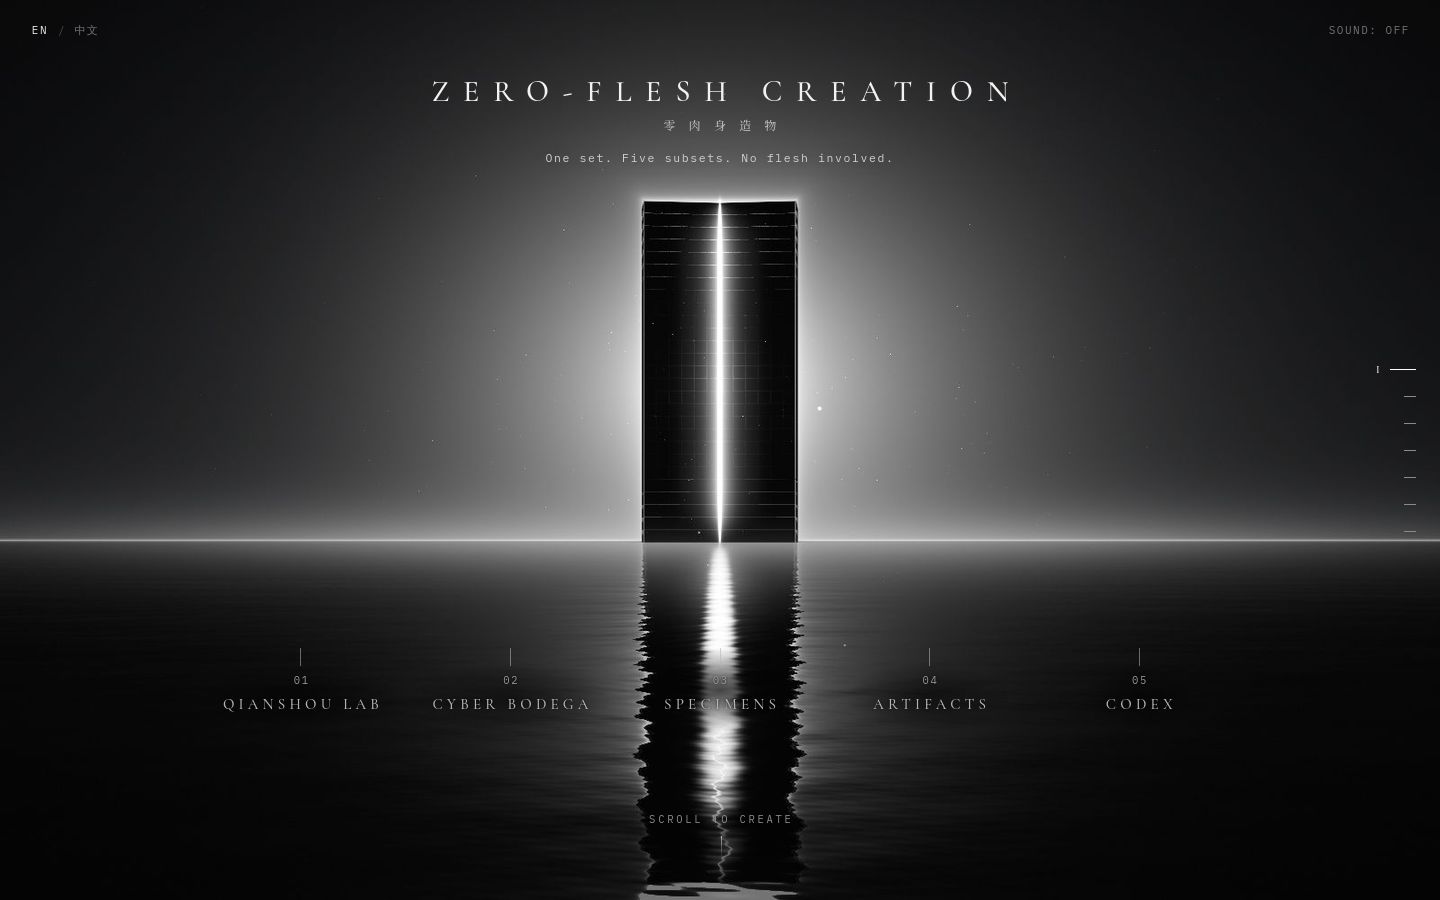 EN / 中文
SOUND: OFF
ZERO-FLESH CREATION
零肉身造物
One set. Five subsets. No flesh involved.
I
01
QIANSHOU LAB
02
CYBER BODEGA
03
SPECIMENS
04
ARTIFACTS
05
CODEX
SCROLL TO CREATE